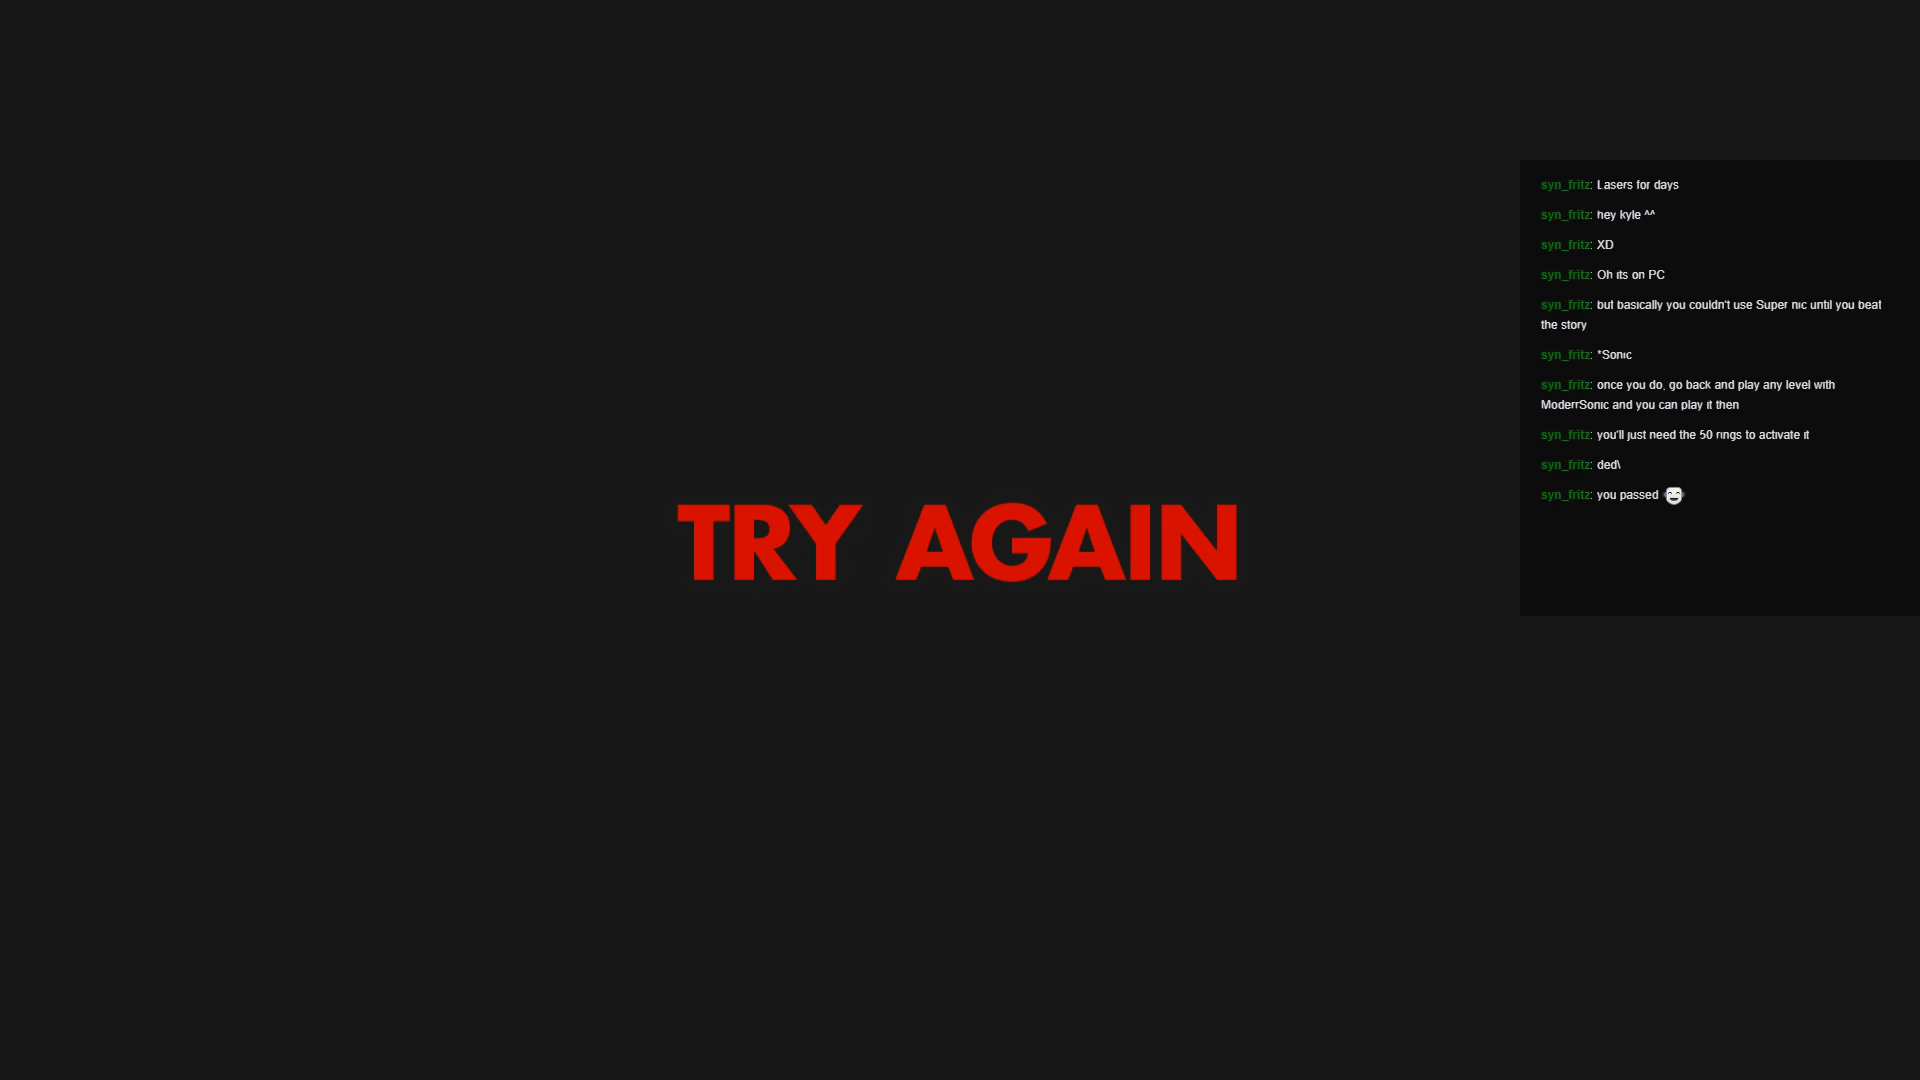 syn_fritz: Lasers for days
syn_fritz: hey kyle ^^
syn_fritz: XD
syn_fritz: Oh its on PC
syn_fritz: but basically you couldn't use Super nic until you beat
the story
syn_fritz: *Sonic
syn_fritz: once you do, go back and play any level with
ModerrSonic and you can play it then
syn_fritz: you'll just need the 50 rings to activate it
syn_fritz: ded\
syn_fritz: you passed
TRY AGAIN